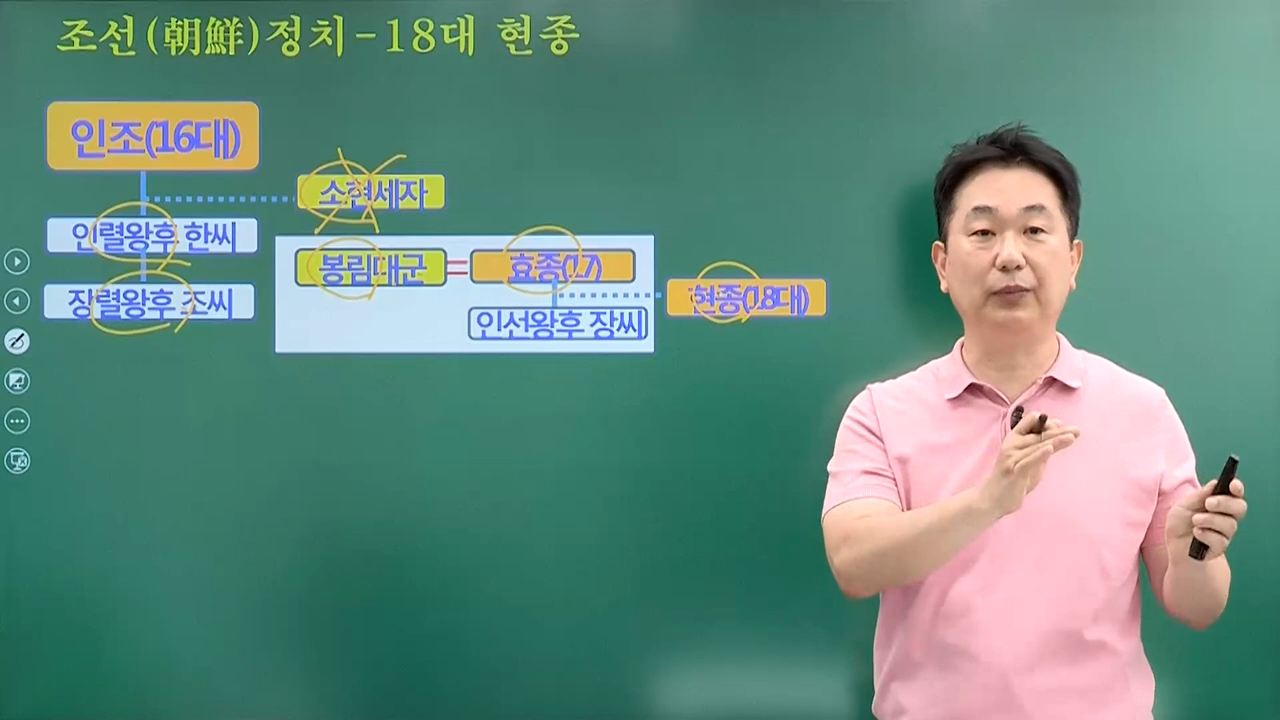 조선(朝鮮)정치-18대 현종
인조(16대)
소현세자
인렬왕후 한씨
봉림대군 = 효종(17)
현종(18대)
장렬왕후 조씨
인선왕후 장씨